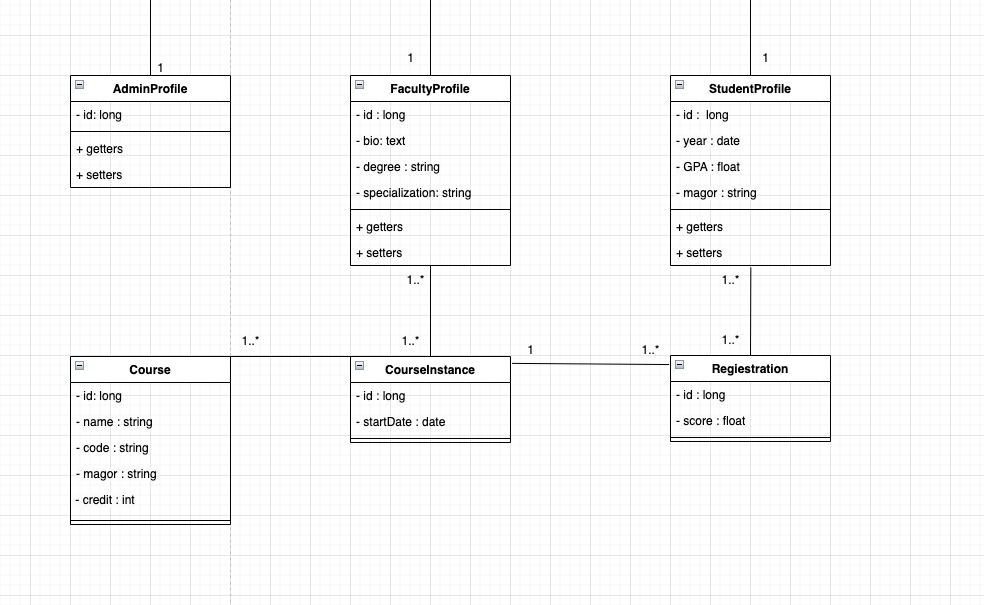 1
1
1
AdminProfile
- id: long
+ getters
+ setters
FacultyProfile
- id : long
- bio: text
- degree : string
- specialization: string
+ getters
+ setters
StudentProfile
- id :  long
- year : date
- GPA : float
- magor : string
+ getters
+ setters
1..*
1..*
1..*
1..*
1..*
1
1..*
Course
- id: long
- name : string
- code : string
- magor : string
- credit : int
CourseInstance
- id : long
- startDate : date
Regiestration
- id : long
- score : float